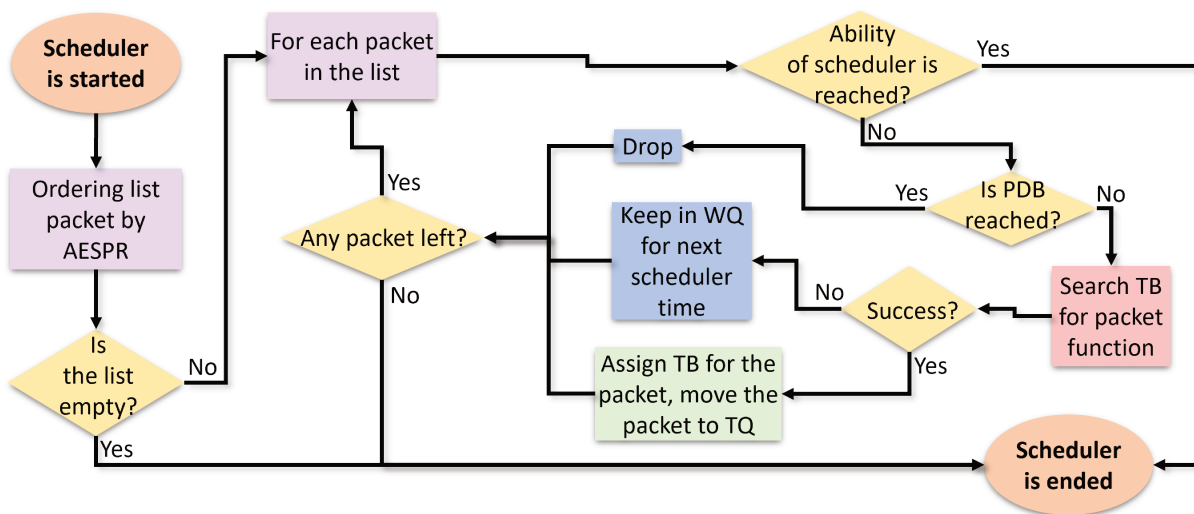 Scheduler
is started
Ordering list
packet by
AESPR
Is
the list
empty?
No
Yes
For each packet
in the list
Ability
of scheduler is
reached?
Yes
No
Is PDB
reached?
Yes
No
Drop
Search TB
for packet
function
Success?
No
Yes
Keep in WQ
for next
scheduler
time
Assign TB for the
packet, move the
packet to TQ
Any packet left?
Yes
No
Scheduler
is ended